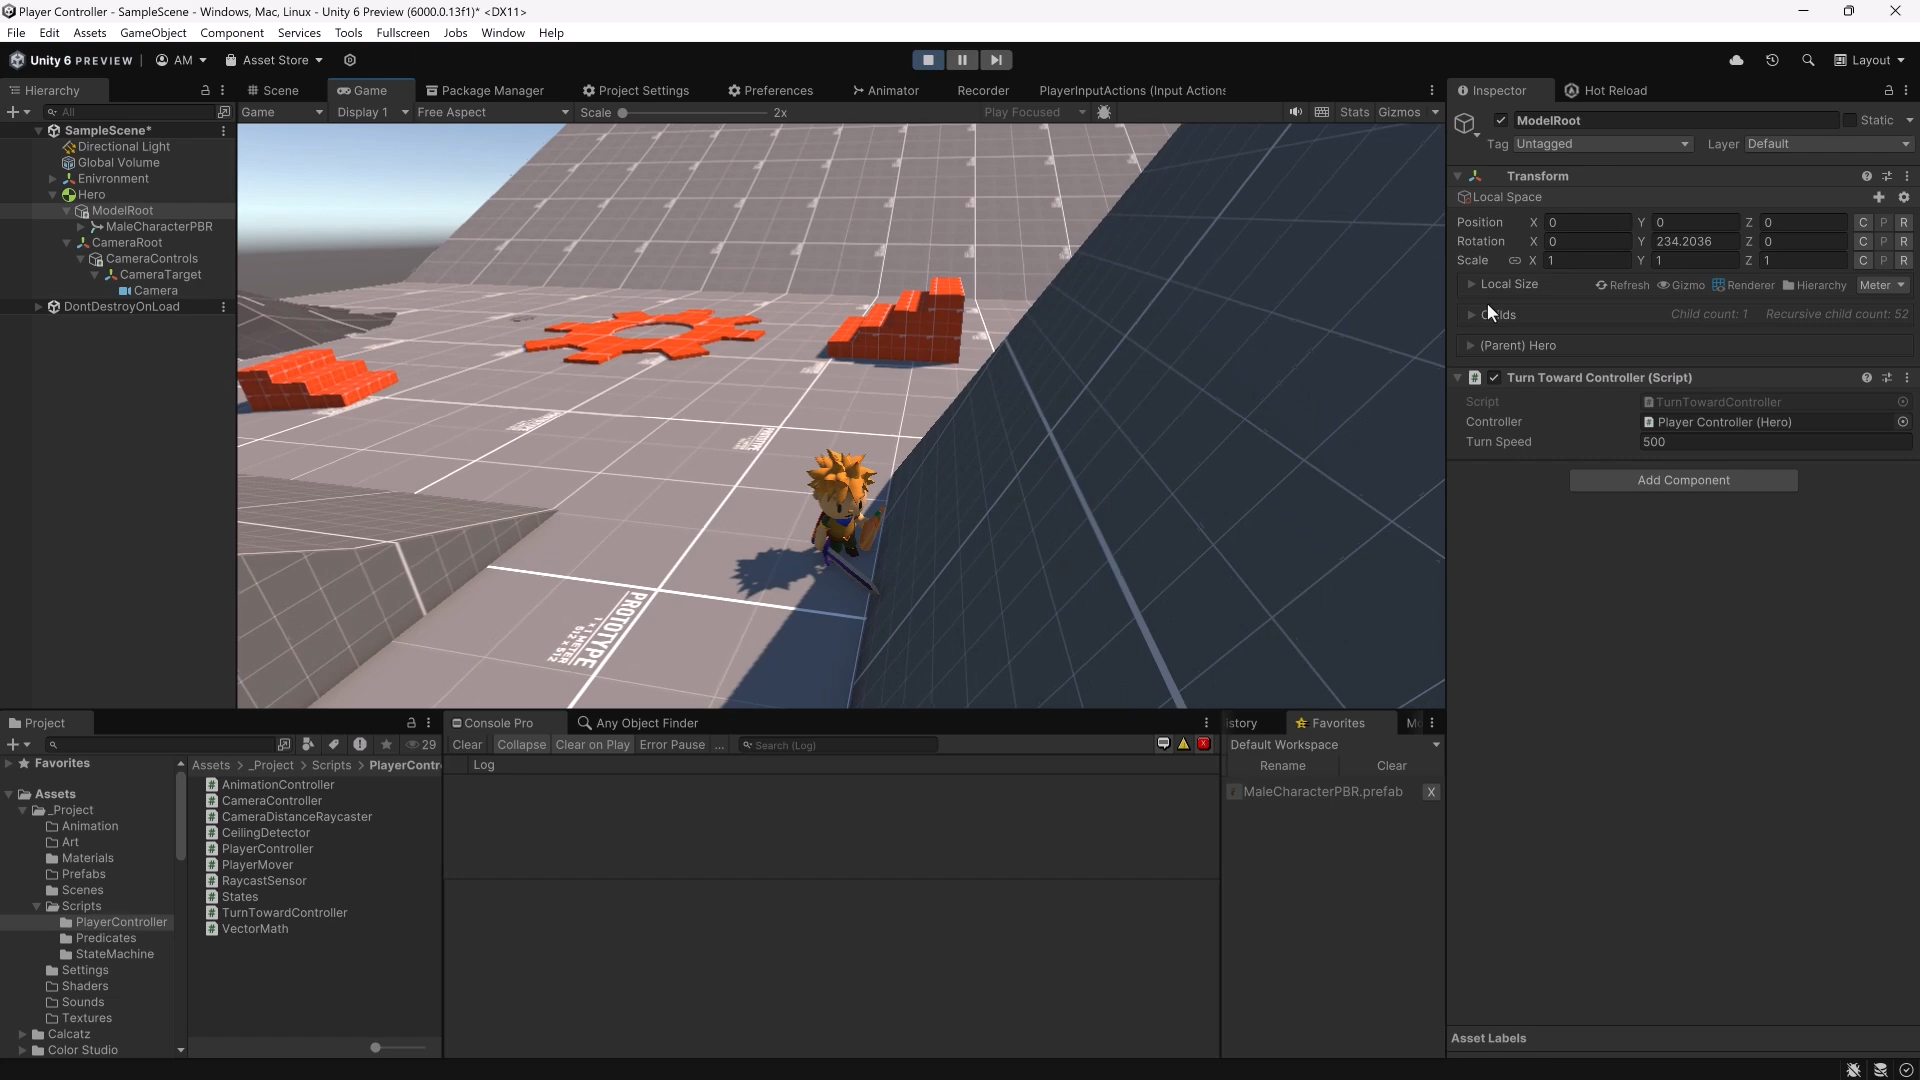 Player Controller - SampleScene - Windows, Mac, Linux - Unity 6 Preview (6000.0.13f1)* <DX11>
File Edit Assets GameObject Component Services Tools Fullscreen Jobs Window Help
Unity 6 PREVIEW AM Asset Store Layout
Hierarchy Scene Game Package Manager Project Settings Preferences Animator Recorder PlayerInputActions (Input Actions Inspector Hot Reload
All Game Display 1 Free Aspect Scale 2x Play Focused Stats Gizmos
SampleScene*
Directional Light
Global Volume
Enivronment
Hero
ModelRoot
MaleCharacterPBR
CameraRoot
CameraControls
CameraTarget
Camera
DontDestroyOnLoad
PROTOTYPE
1 x 1 METER
512 x 512
ModelRoot Static
Tag Untagged Layer Default
Transform
Local Space
Position X 0 Y 0 Z 0 C P R
Rotation X 0 Y 234.2036 Z 0 C P R
Scale X 1 Y 1 Z 1 C P R
Local Size Refresh Gizmo Renderer Hierarchy Meter
Child count: 1 Recursive child count: 52
(Parent) Hero
Turn Toward Controller (Script)
Script TurnTowardController
Controller Player Controller (Hero)
Turn Speed 500
Add Component
Asset Labels
Project
29
Favorites
Assets
_Project
Animation
Art
Materials
Prefabs
Scenes
Scripts
PlayerController
Predicates
StateMachine
Settings
Shaders
Sounds
Textures
Calcatz
Color Studio
Assets > _Project > Scripts > PlayerContr
AnimationController
CameraController
CameraDistanceRaycaster
CeilingDetector
PlayerController
PlayerMover
RaycastSensor
States
TurnTowardController
VectorMath
Console Pro Any Object Finder
Clear Collapse Clear on Play Error Pause ... Search (Log)
Log
istory Favorites Mo
Default Workspace
Rename Clear
MaleCharacterPBR.prefab X